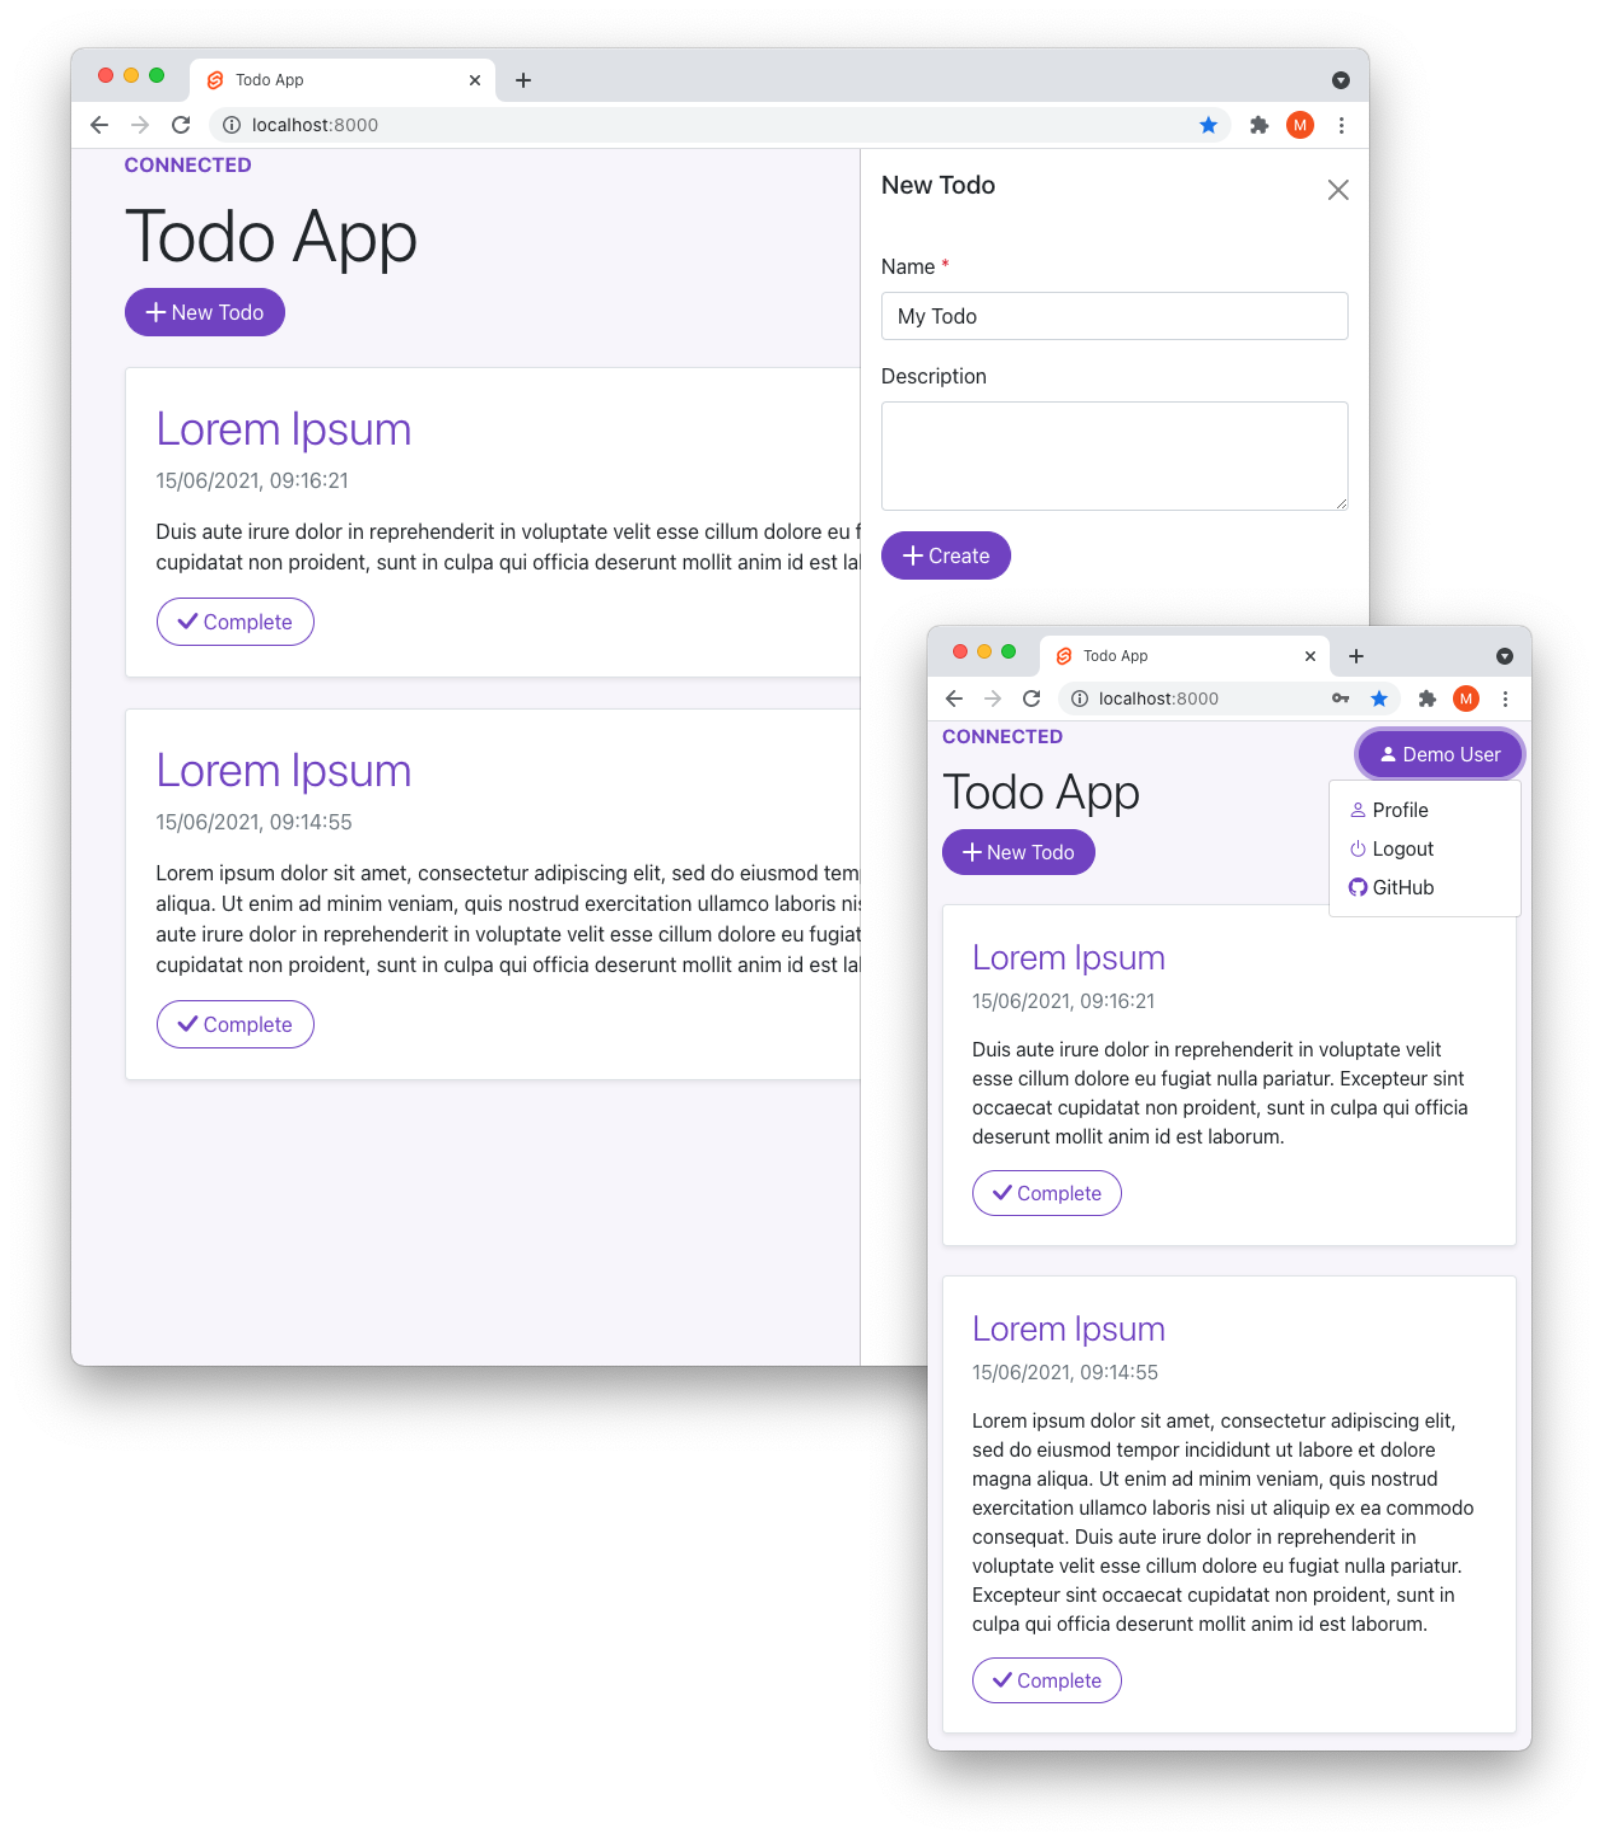 Todo App
localhost:8000
M
CONNECTED
Todo App
New Todo
Lorem Ipsum
15/06/2021, 09:16:21
Duis aute irure dolor in reprehenderit in voluptate velit esse cillum dolore eu f
cupidatat non proident, sunt in culpa qui officia deserunt mollit anim id est la
Complete
Lorem Ipsum
15/06/2021, 09:14:55
Lorem ipsum dolor sit amet, consectetur adipiscing elit, sed do eiusmod tem
aliqua. Ut enim ad minim veniam, quis nostrud exercitation ullamco laboris nis
aute irure dolor in reprehenderit in voluptate velit esse cillum dolore eu fugiat
cupidatat non proident, sunt in culpa qui officia deserunt mollit anim id est la
Complete
New Todo
Name *
My Todo
Description
Create
Todo App
localhost:8000
M
CONNECTED
Demo User
Profile
Logout
GitHub
Todo App
New Todo
Lorem Ipsum
15/06/2021, 09:16:21
Duis aute irure dolor in reprehenderit in voluptate velit
esse cillum dolore eu fugiat nulla pariatur. Excepteur sint
occaecat cupidatat non proident, sunt in culpa qui officia
deserunt mollit anim id est laborum.
Complete
Lorem Ipsum
15/06/2021, 09:14:55
Lorem ipsum dolor sit amet, consectetur adipiscing elit,
sed do eiusmod tempor incididunt ut labore et dolore
magna aliqua. Ut enim ad minim veniam, quis nostrud
exercitation ullamco laboris nisi ut aliquip ex ea commodo
consequat. Duis aute irure dolor in reprehenderit in
voluptate velit esse cillum dolore eu fugiat nulla pariatur.
Excepteur sint occaecat cupidatat non proident, sunt in
culpa qui officia deserunt mollit anim id est laborum.
Complete